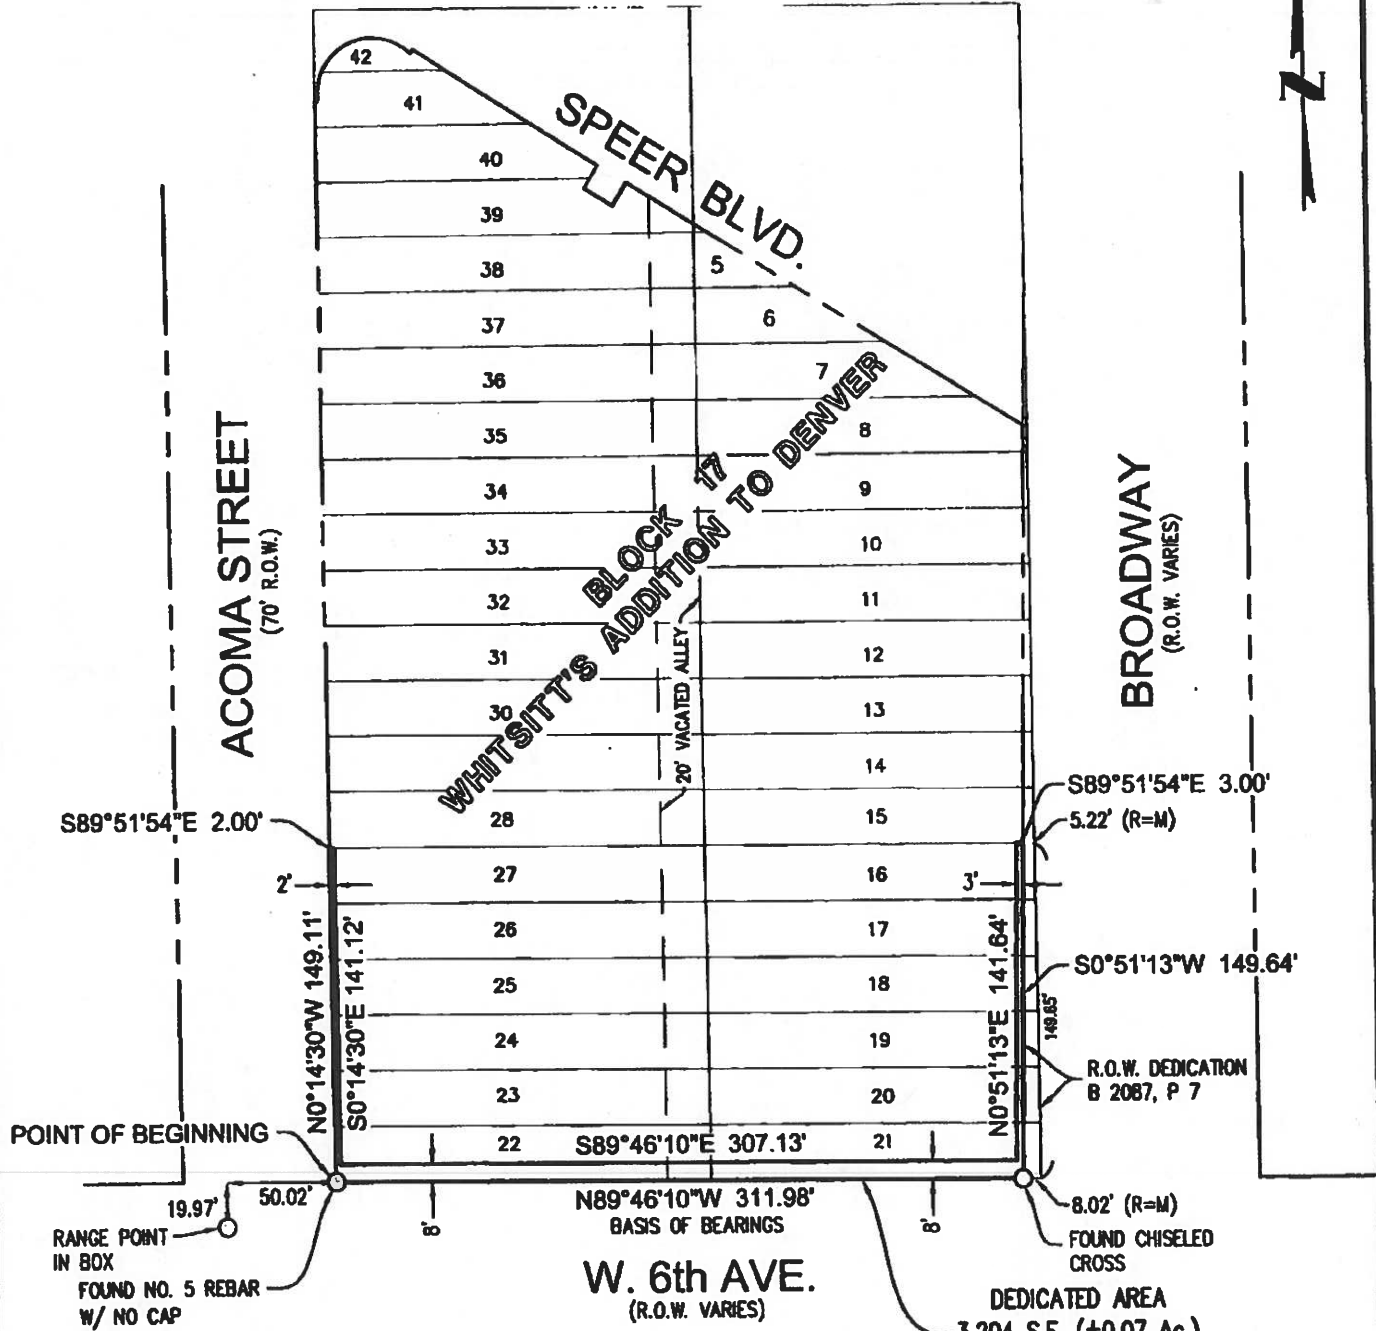 N
42
41
40
39
38
37
36
35
34
33
32
31
30
28
27
26
25
24
23
22
SPEER BLVD.
5
6
7
8
9
10
11
12
13
14
15
16
17
18
19
20
21
BLOCK 17
WHITSITT'S ADDITION TO DENVER
20' VACATED ALLEY
ACOMA STREET
(70' R.O.W.)
BROADWAY
(R.O.W. VARIES)
S89°51'54"E 2.00'
2'
N0°14'30"W 149.11'
S0°14'30"E 141.12'
S89°51'54"E 3.00'
5.22' (R=M)
3'
N0°51'13"E 141.64'
S0°51'13"W 149.64'
149.65'
R.O.W. DEDICATION
B 2087, P 7
POINT OF BEGINNING
S89°46'10"E 307.13'
N89°46'10"W 311.98'
BASIS OF BEARINGS
8'
8'
19.97'
50.02'
RANGE POINT
IN BOX
FOUND NO. 5 REBAR
W/ NO CAP
8.02' (R=M)
FOUND CHISELED
CROSS
W. 6th AVE.
(R.O.W. VARIES)
DEDICATED AREA
3,204 S.F. (±0.07 Ac.)